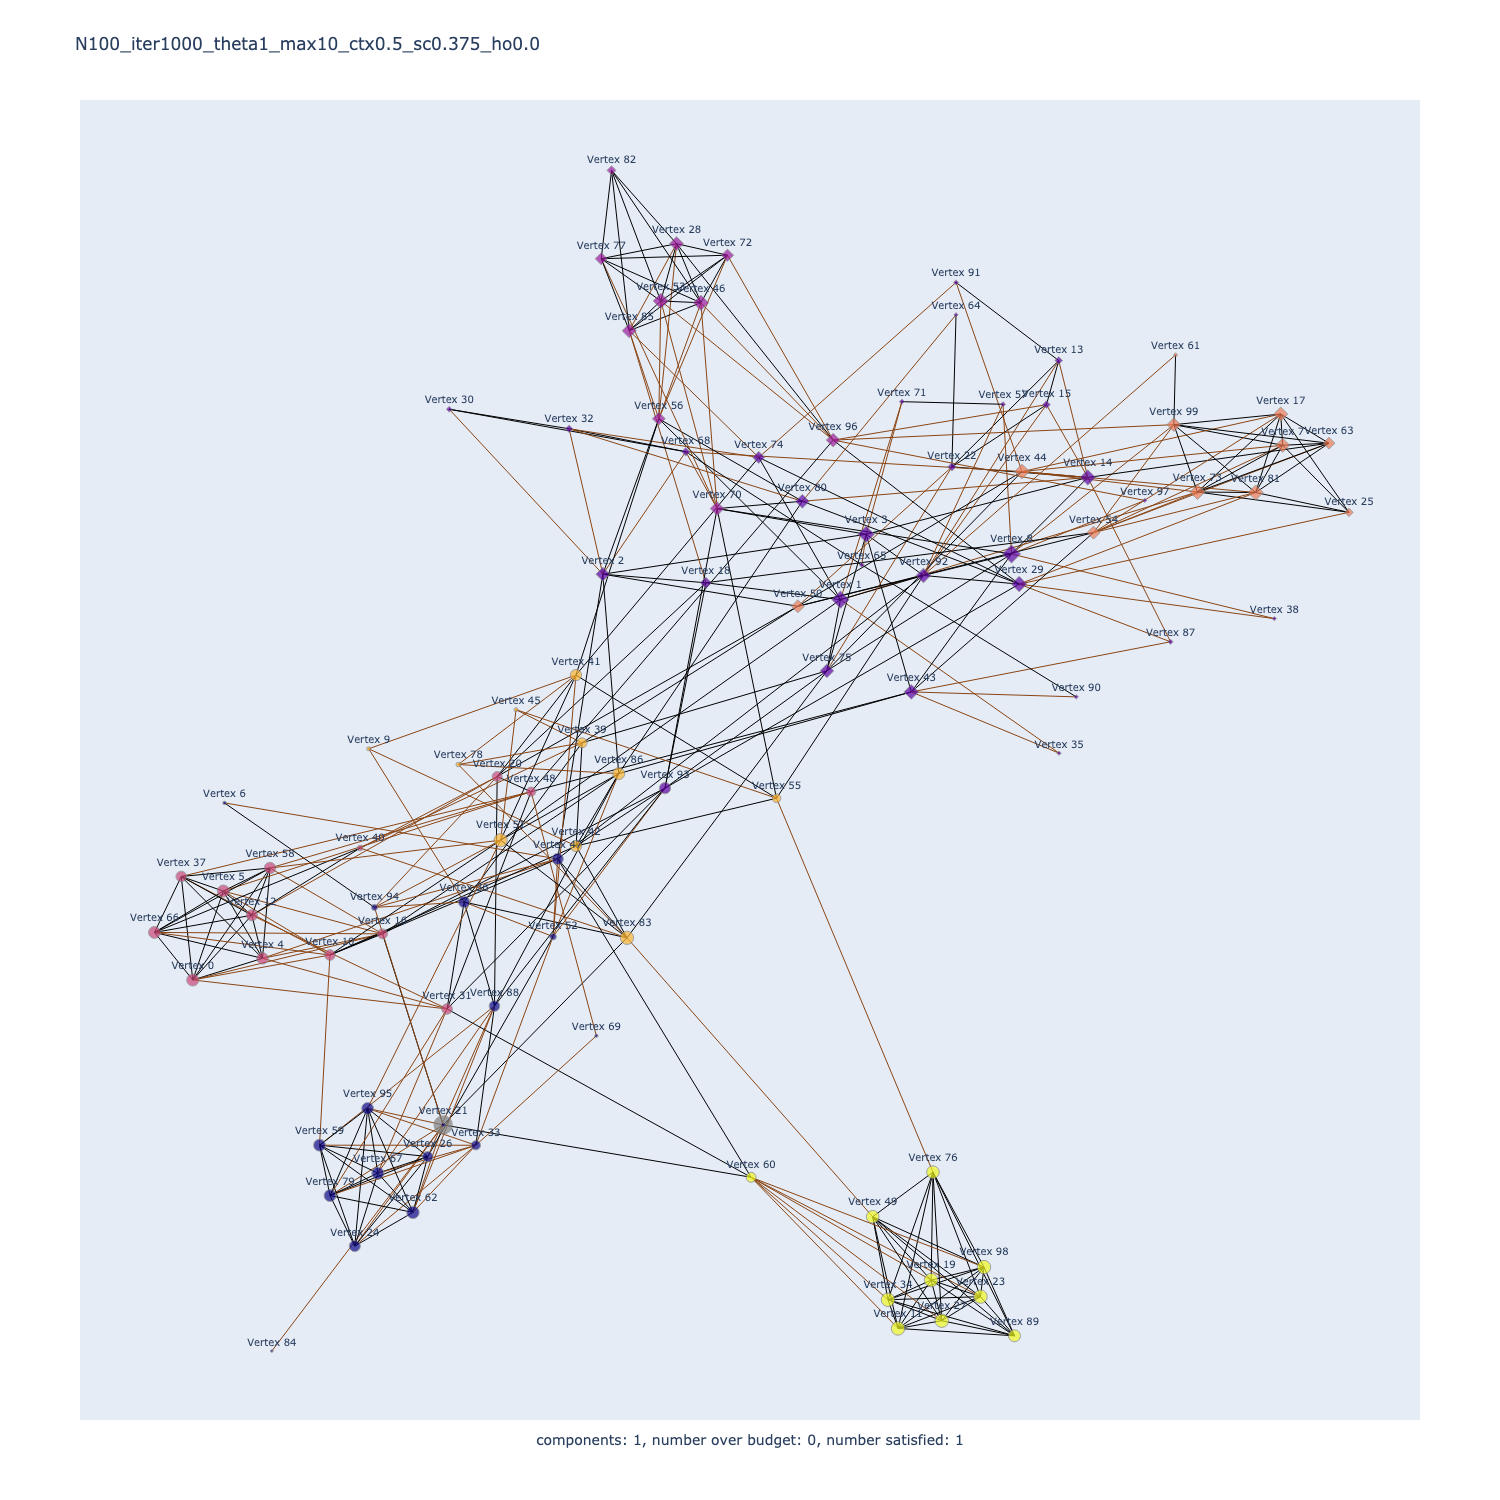 N100_iter1000_theta1_max10_ctx0.5_sc0.375_ho0.0
Vertex 82
Vertex 28
Vertex 72
Vertex 77
Vertex 91
Vertex 46
Vertex 64
Vertex 85
Vertex 13
Vertex 61
Vertex 71
Vertex 15
Vertex 30
Vertex 17
Vertex 56
Vertex 32
Vertex 99
Vertex 96
Vertex 63
Vertex 68
Vertex 74
Vertex 7
Vertex 22
Vertex 44
Vertex 14
Vertex 73
Vertex 81
Vertex 80
Vertex 97
Vertex 25
Vertex 70
Vertex 3
Vertex 54
Vertex 8
Vertex 65
Vertex 2
Vertex 92
Vertex 18
Vertex 29
Vertex 1
Vertex 50
Vertex 38
Vertex 87
Vertex 41
Vertex 75
Vertex 43
Vertex 90
Vertex 45
Vertex 39
Vertex 9
Vertex 35
Vertex 78
Vertex 20
Vertex 86
Vertex 48
Vertex 93
Vertex 55
Vertex 6
Vertex 42
Vertex 40
Vertex 47
Vertex 58
Vertex 37
Vertex 5
Vertex 12
Vertex 94
Vertex 66
Vertex 16
Vertex 52
Vertex 83
Vertex 10
Vertex 4
Vertex 0
Vertex 31
Vertex 88
Vertex 69
Vertex 95
Vertex 21
Vertex 59
Vertex 33
Vertex 26
Vertex 67
Vertex 60
Vertex 76
Vertex 79
Vertex 62
Vertex 49
Vertex 24
Vertex 98
Vertex 19
Vertex 34
Vertex 23
Vertex 27
Vertex 11
Vertex 89
Vertex 84
components: 1, number over budget: 0, number satisfied: 1